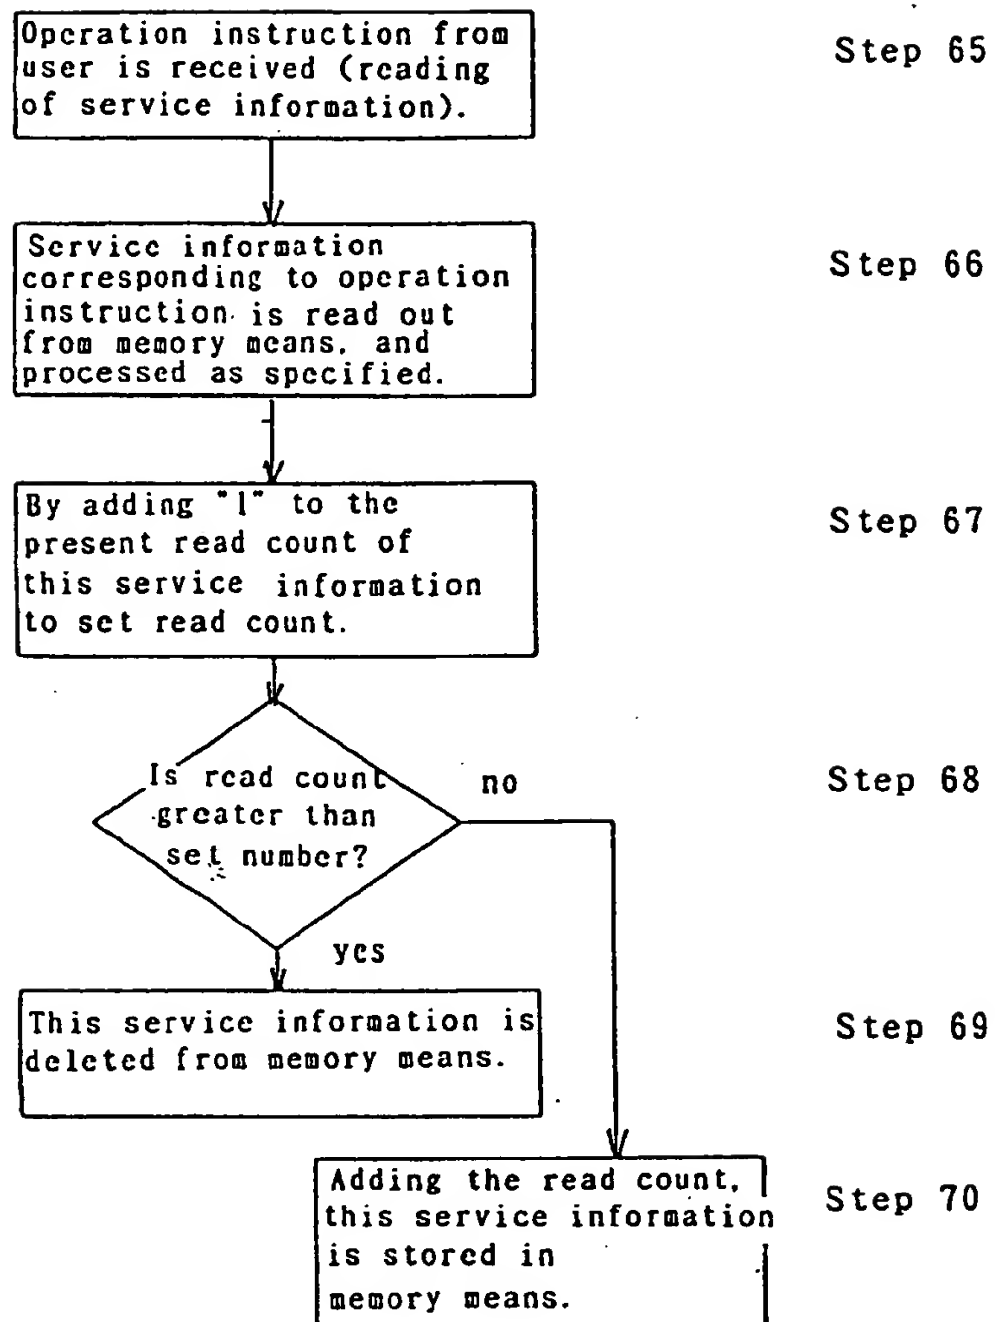 Operation instruction from
user is received (reading
of service information).
Step 65
Service information
corresponding to operation
instruction is read out
from memory means, and
processed as specified.
Step 66
By adding "1" to the
present read count of
this service information
to set read count.
Step 67
Is read count
greater than
set number?
no
yes
Step 68
This service information is
deleted from memory means.
Step 69
Adding the read count,
this service information
is stored in
memory means.
Step 70